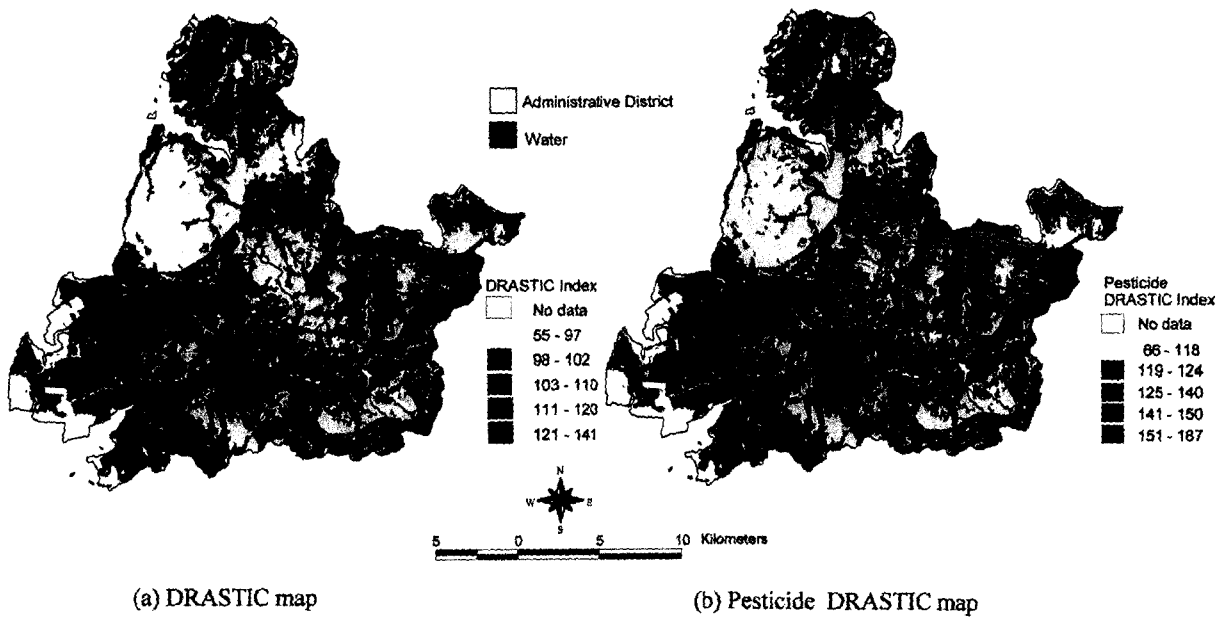 Administrative District
Water
DRASTIC Index
No data
55 - 97
98 - 102
103 - 110
111 - 120
121 - 141
Pesticide
DRASTIC Index
No data
66 - 118
119 - 124
125 - 140
141 - 150
151 - 187
N
W
E
S
5 0 5 10 Kilometers
(a) DRASTIC map
(b) Pesticide DRASTIC map